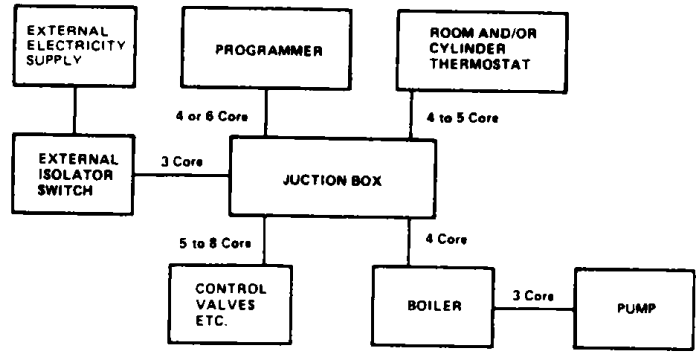 EXTERNAL
ELECTRICITY
SUPPLY
PROGRAMMER
ROOM AND/OR
CYLINDER
THERMOSTAT
4 or 6 Core
4 to 5 Core
EXTERNAL
ISOLATOR
SWITCH
3 Core
JUCTION BOX
5 to 8 Core
4 Core
CONTROL
VALVES
ETC.
BOILER
3 Core
PUMP